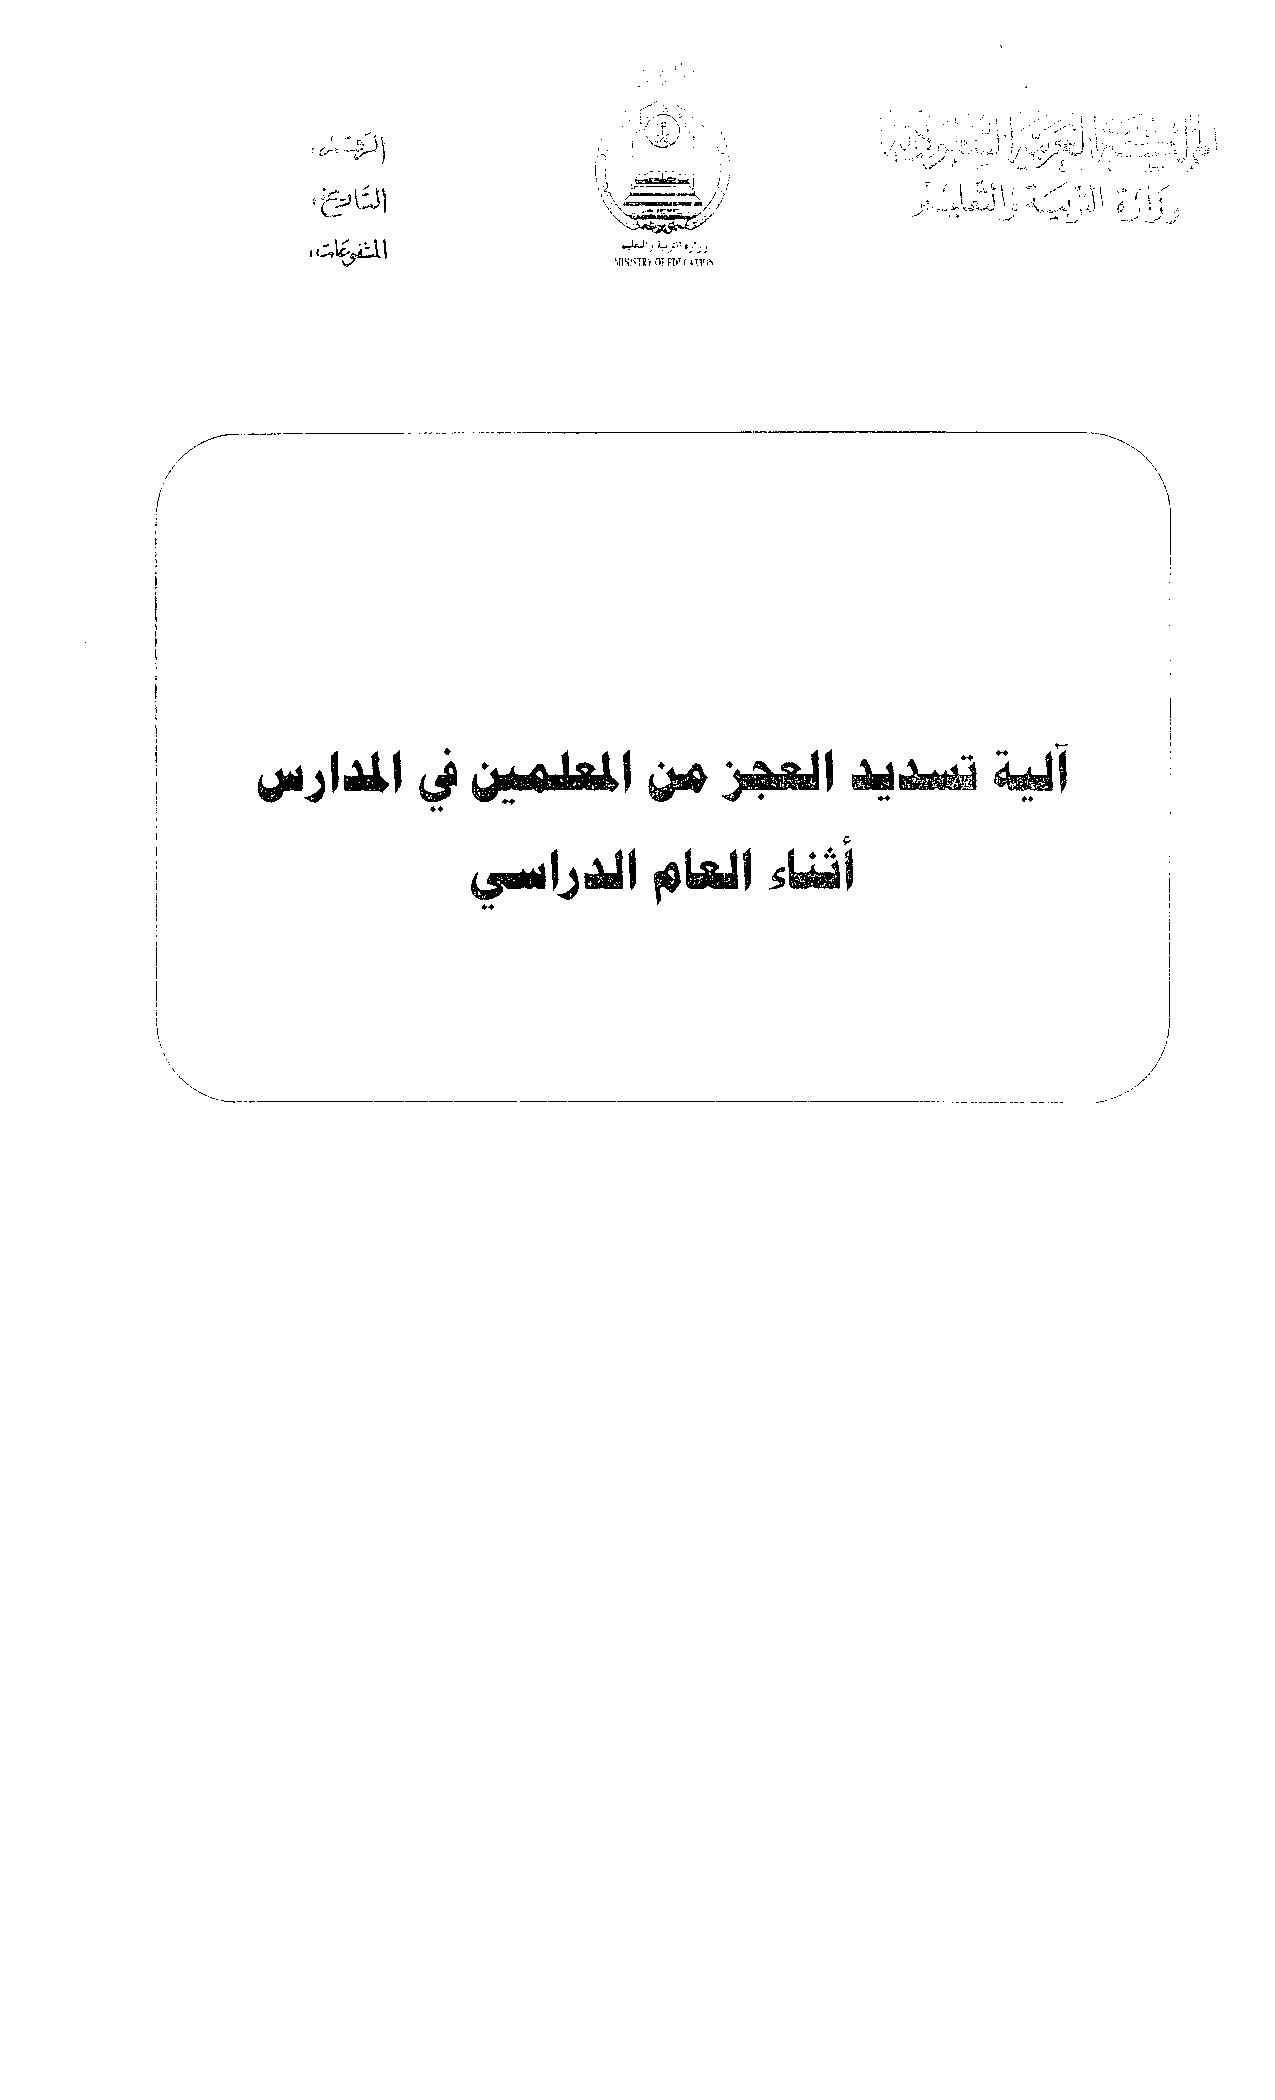 المملكة العربية السعودية
وزارة التربية والتعليم
وزارة التربية والتعليم
MINISTRY OF EDUCATION
الرقم:
التاريخ:
المشفوعات:
آلية تسديد العجز من المعلمين في المدارس
أثناء العام الدراسي